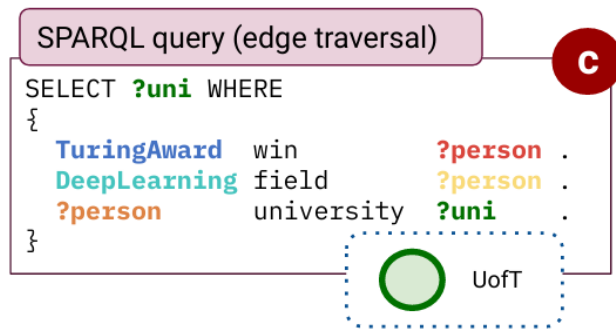 SPARQL query (edge traversal)
C
SELECT ?uni WHERE
{
TuringAward win ?person .
DeepLearning field ?person .
?person university ?uni .
}
UofT